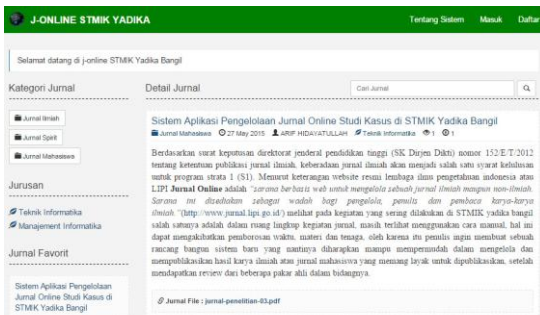 J-ONLINE STMIK YADIKA
Tentang Sistem Masuk Daftar
Selamat datang di j-online STMIK Yadika Bangil
Kategori Jurnal
Jurnal Ilmiah
Jurnal Spirit
Jurnal Mahasiswa
Jurusan
Teknik Informatika
Manajement Informatika
Jurnal Favorit
Sistem Aplikasi Pengelolaan
Jurnal Online Studi Kasus di
STMIK Yadika Bangil
Detail Jurnal
Cari Jurnal
Sistem Aplikasi Pengelolaan Jurnal Online Studi Kasus di STMIK Yadika Bangil
Jurnal Mahasiswa 27 May 2015 ARIF HIDAYATULLAH Teknik Informatika 1 1
Berdasarkan surat keputusan direktorat jenderal pendidikan tinggi (SK Dirjen Dikti) nomor 152/E/T/2012
tentang ketentuan publikasi jurnal ilmiah, keberadaan jurnal ilmiah akan menjadi salah satu syarat kelulusan
untuk program strata 1 (S1). Menurut keterangan website resmi lembaga ilmu pengetahuan indonesia atau
LIPI Jurnal Online adalah "sarana berbasis web untuk mengelola sebuah jurnal ilmiah maupun non-ilmiah.
Sarana ini disediakan sebagai wadah bagi pengelola, penulis dan pembaca karya-karya
ilmiah."(http://www.jurnal.lipi.go.id/) melihat pada kegiatan yang sering dilakukan di STMIK yadika bangil
salah satunya adalah dalam ruang lingkup kegiatan jurnal, masih terlihat menggunakan cara manual, hal ini
dapat mengakibatkan pemborosan waktu, materi dan tenaga, oleh karena itu penulis ingin membuat sebuah
rancang bangun sistem baru yang nantinya diharapkan mampu mempermudah dalam mengelola dan
mempublikasikan hasil karya ilmiah atau jurnal mahasiswa yang memang layak untuk dipublikasikan, setelah
mendapatkan review dari beberapa pakar ahli dalam bidangnya.
Jurnal File : jurnal-penelitian-03.pdf